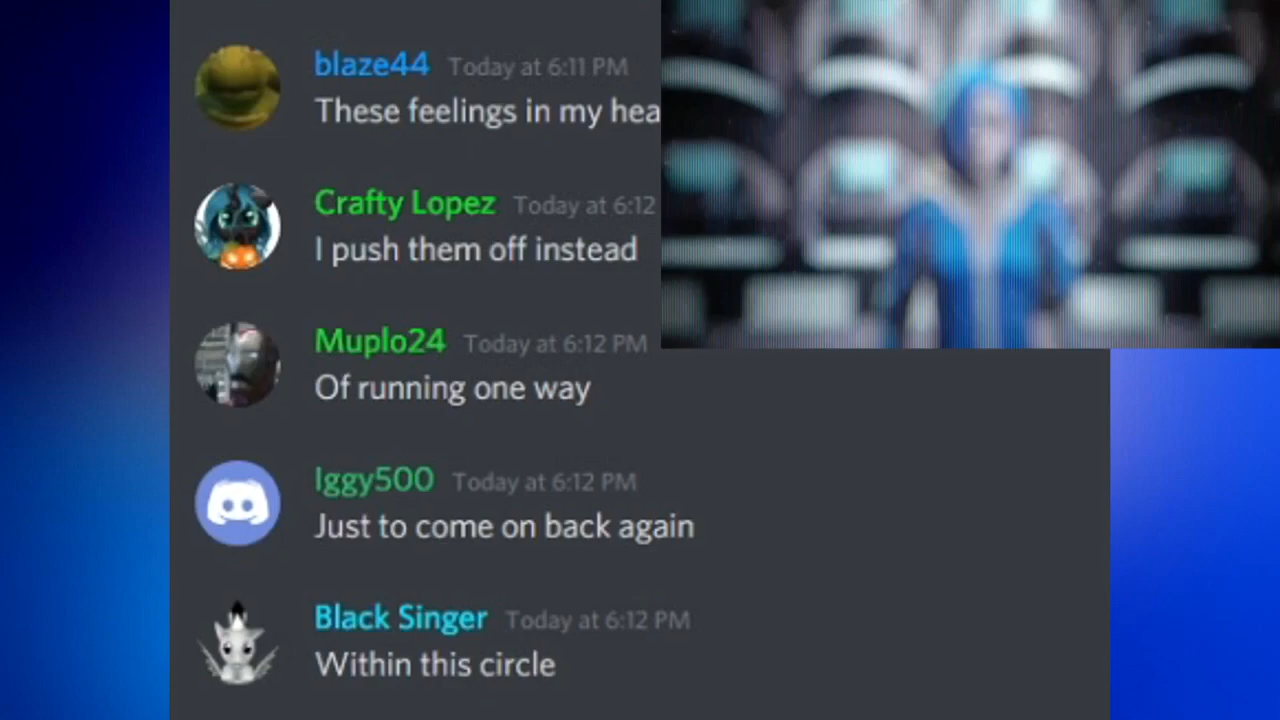 blaze44 Today at 6:11 PM
These feelings in my hea
Crafty Lopez Today at 6:12
I push them off instead
Muplo24 Today at 6:12 PM
Of running one way
Iggy500 Today at 6:12 PM
Just to come on back again
Black Singer Today at 6:12 PM
Within this circle